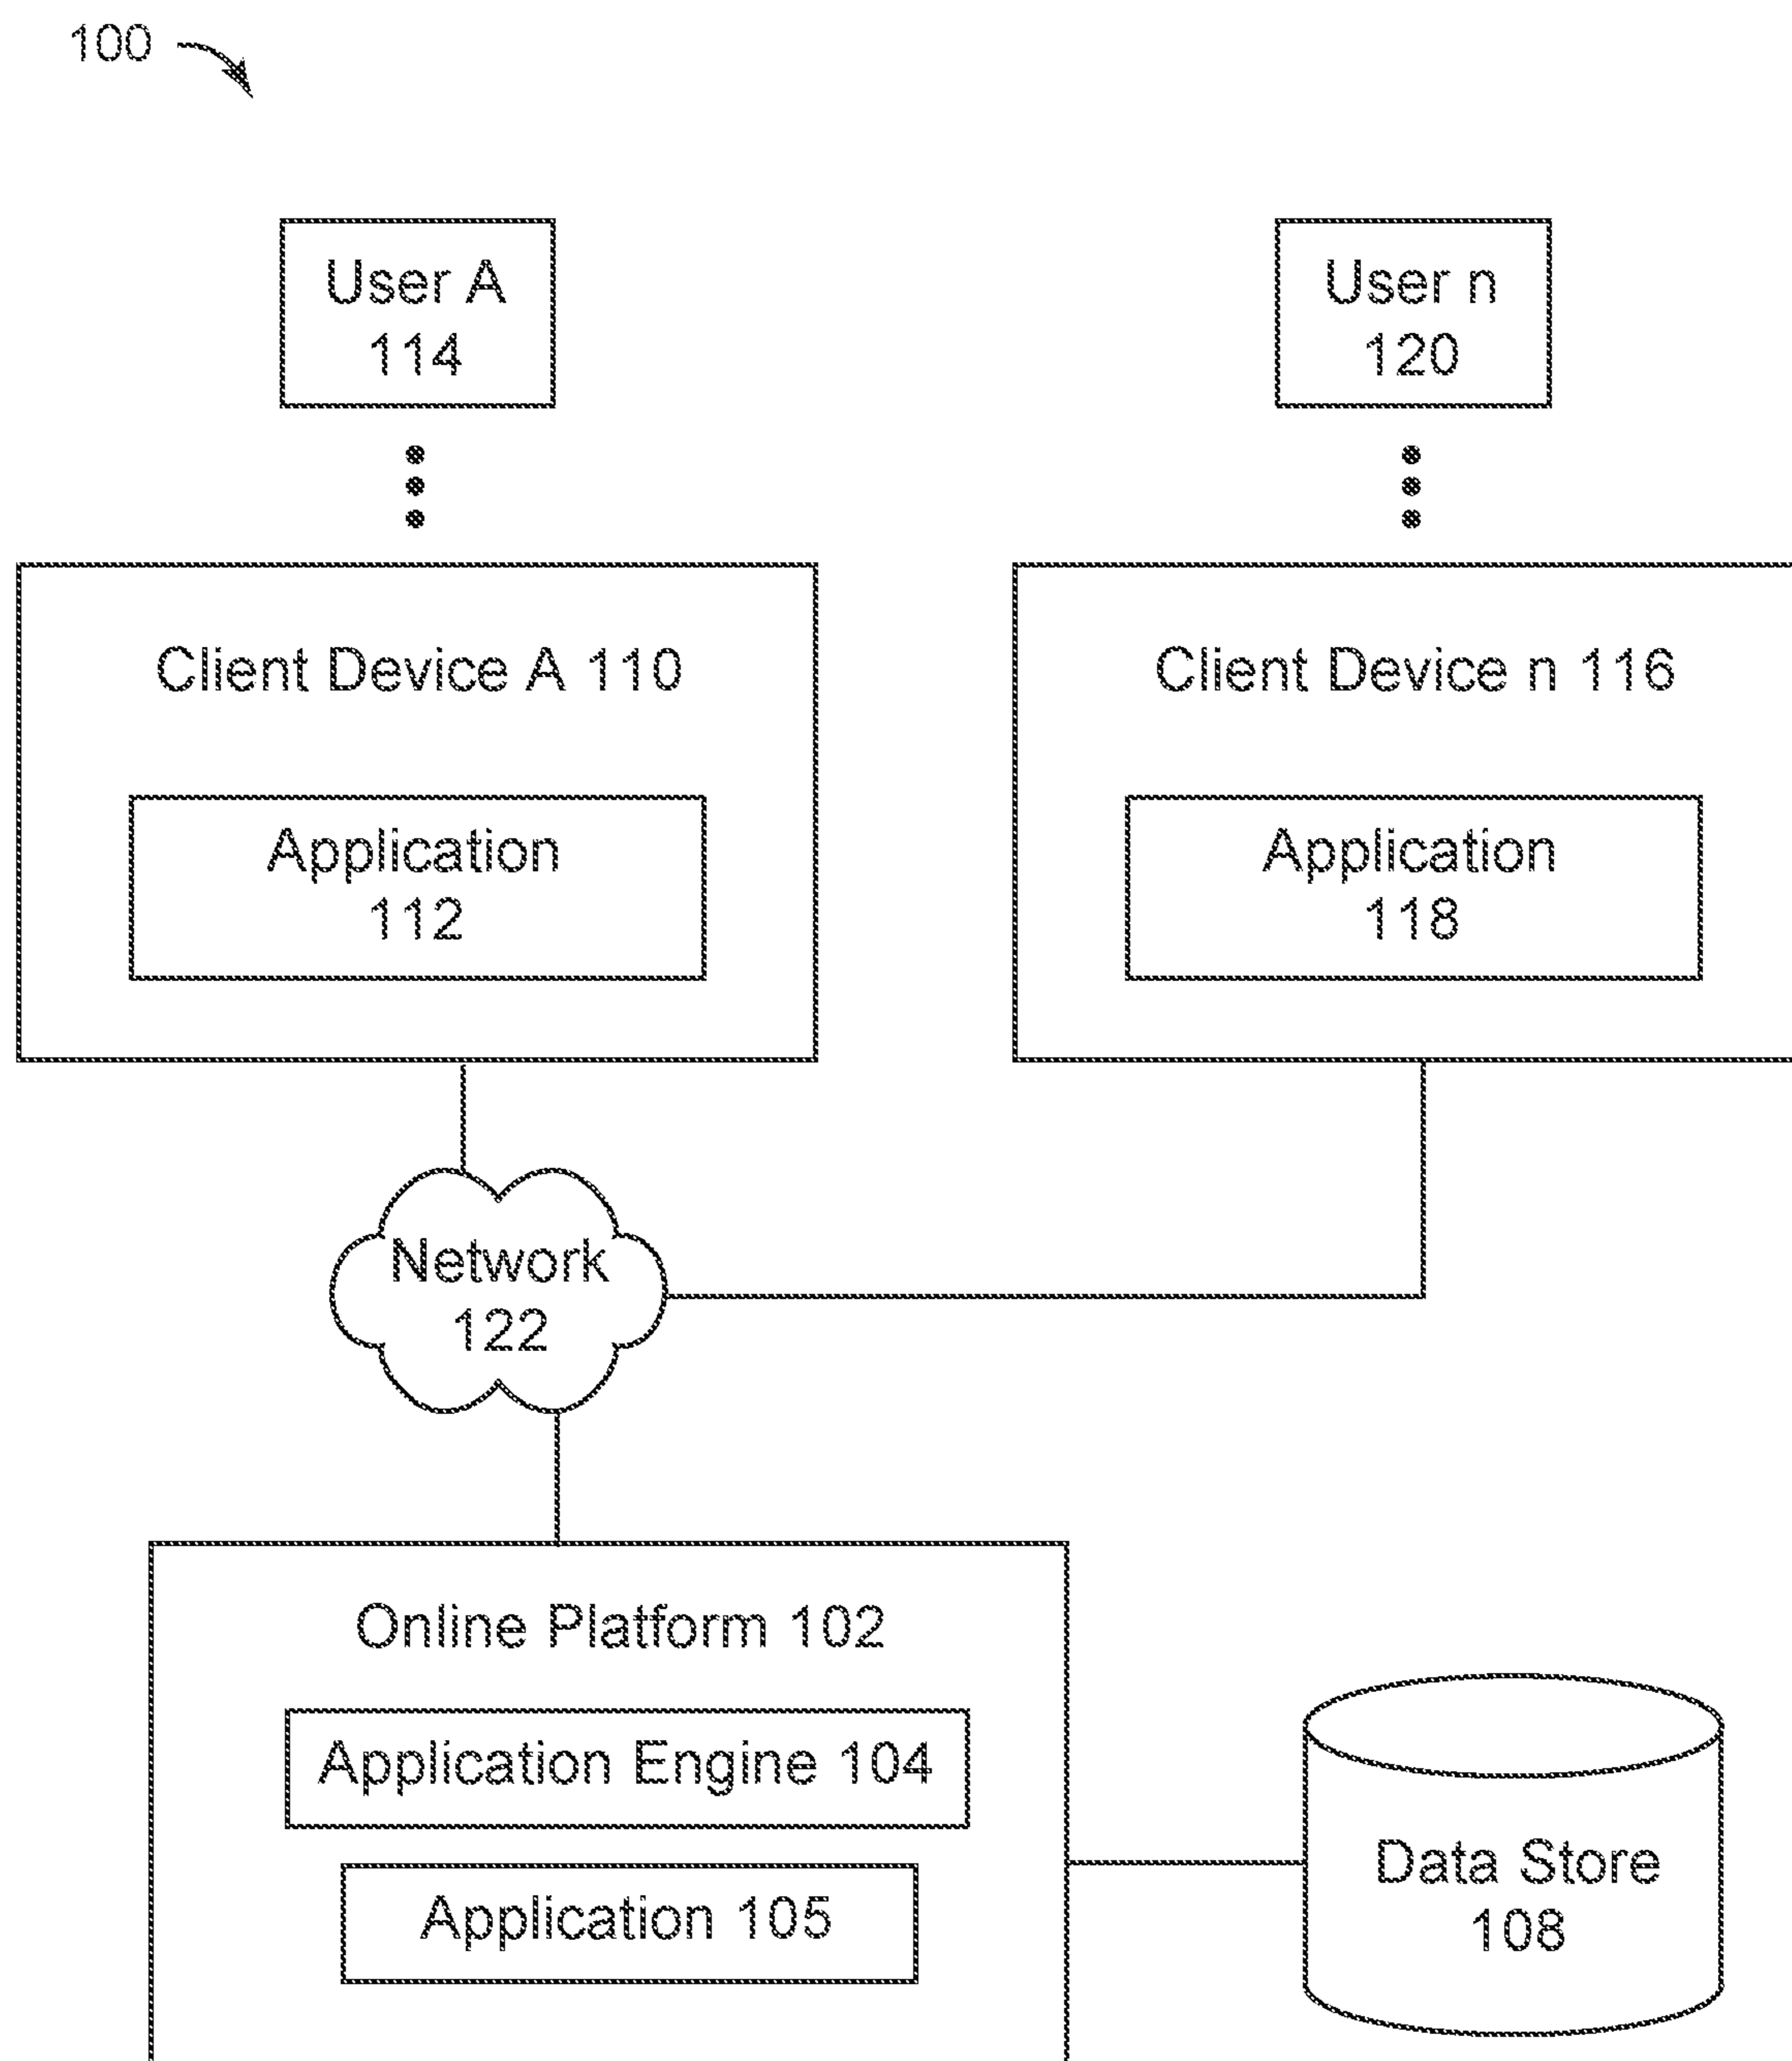 100
User A
114
User n
120
Client Device A 110
Application
112
Client Device n 116
Application
118
Network
122
Online Platform 102
Application Engine 104
Application 105
Data Store
108